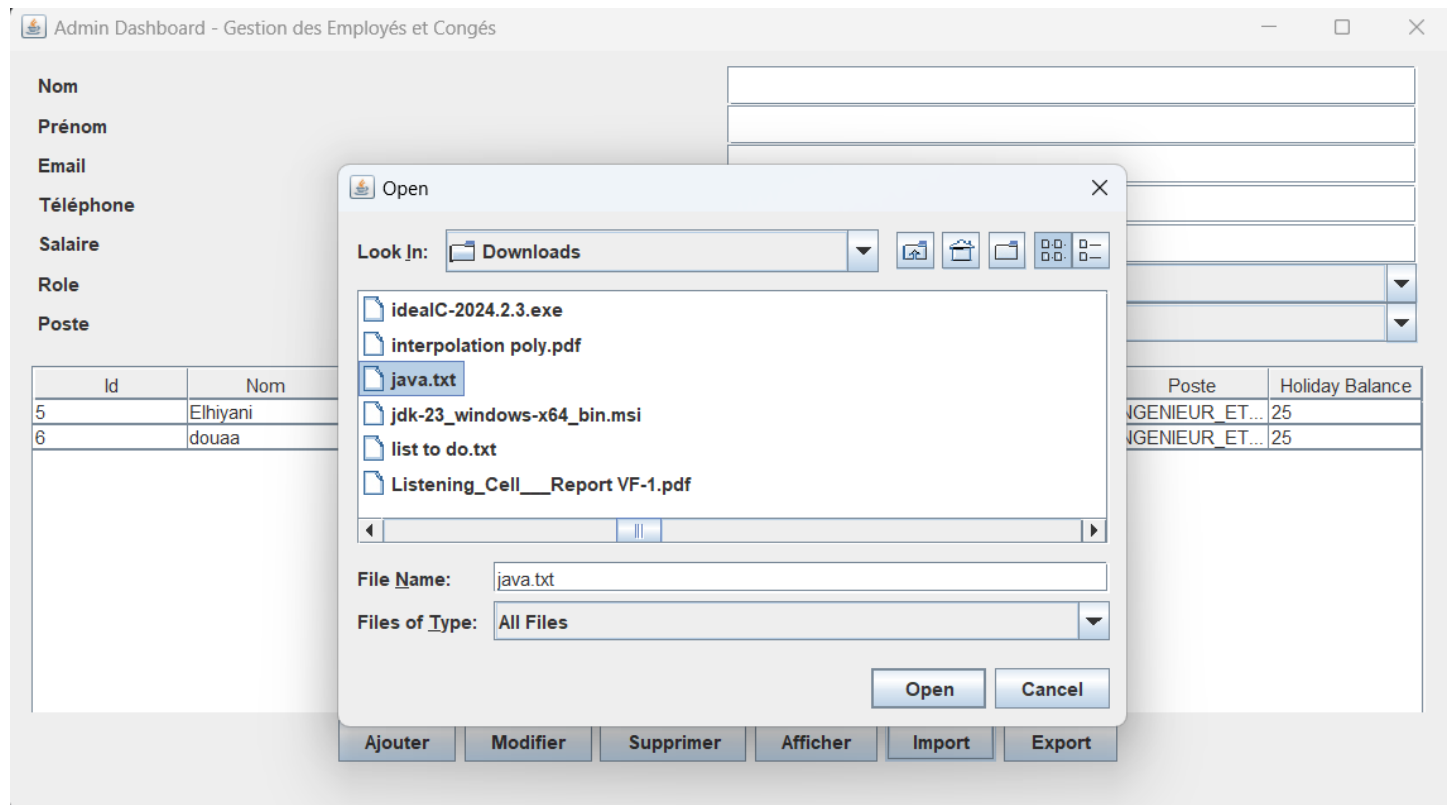 Admin Dashboard - Gestion des Employés et Congés
Nom
Prénom
Email
Téléphone
Salaire
Role
Poste
Id Nom Poste Holiday Balance
5 Elhiyani NGENIEUR_ET... 25
6 douaa NGENIEUR_ET... 25
Open
Look In: Downloads
idealC-2024.2.3.exe
interpolation poly.pdf
java.txt
jdk-23_windows-x64_bin.msi
list to do.txt
Listening_Cell___Report VF-1.pdf
File Name: java.txt
Files of Type: All Files
Open Cancel
Ajouter Modifier Supprimer Afficher Import Export